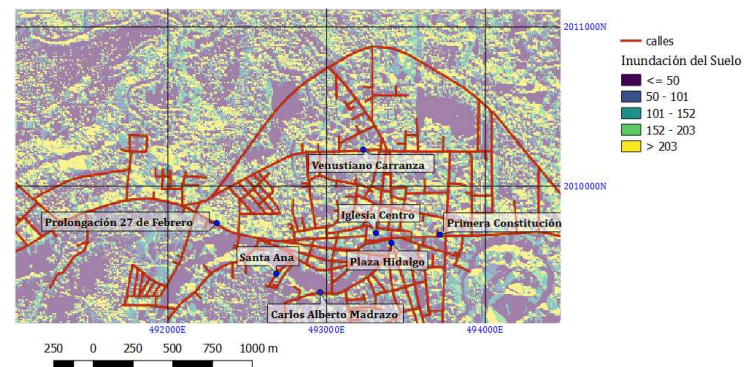 2011000N
calles
Inundación del Suelo
<= 50
50 - 101
101 - 152
152 - 203
> 203
Venustiano Carranza
2010000N
Iglesia Centro
Prolongación 27 de Febrero
Primera Constitución
Santa Ana
Plaza Hidalgo
Carlos Alberto Madrazo
492000E 493000E 494000E
250 0 250 500 750 1000 m